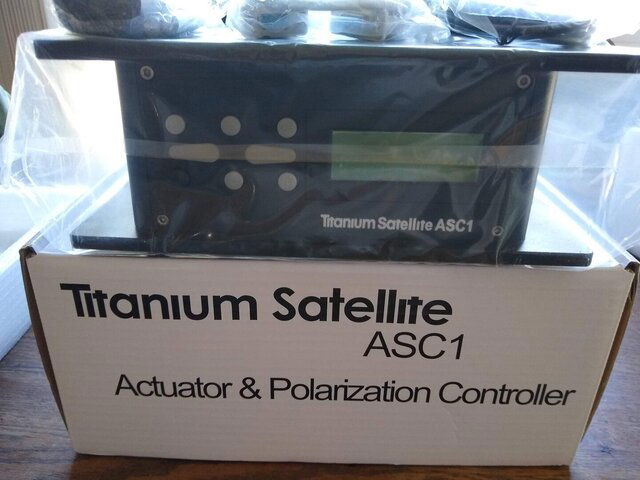 Titanium Satellite ASC1
Titanium Satellite
ASC1
Actuator & Polarization Controller